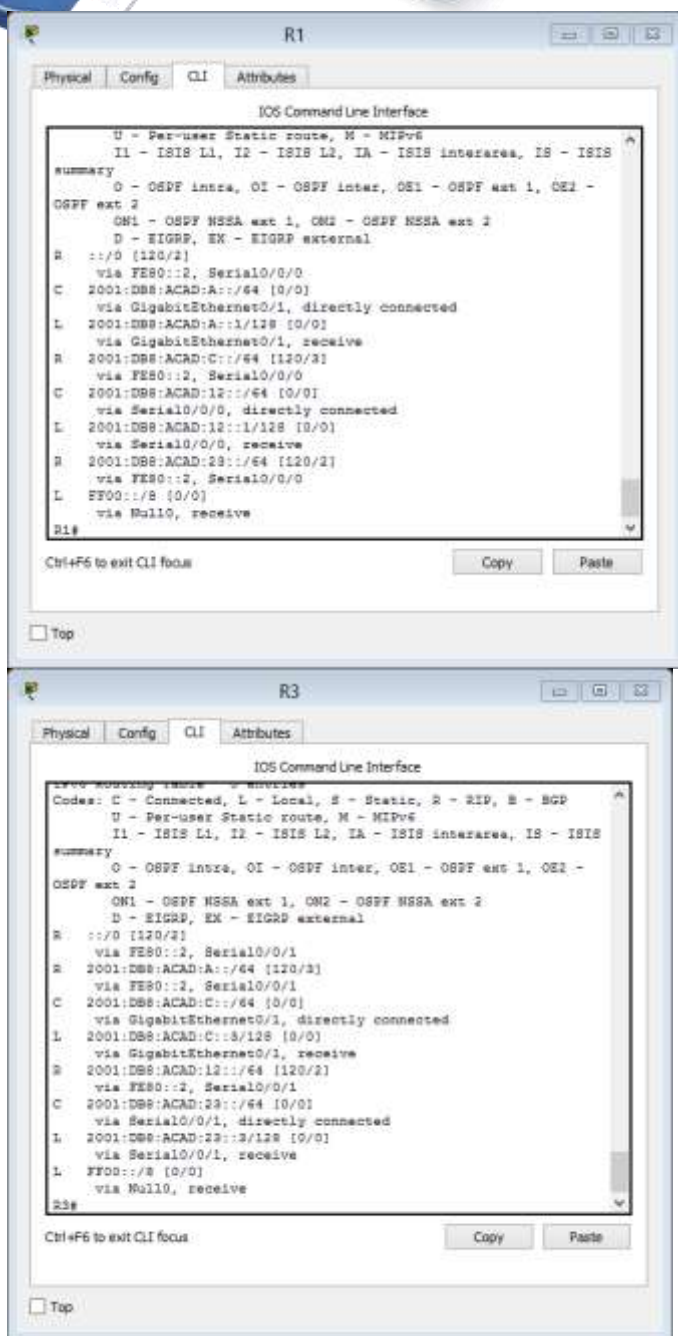 R1
Physical Config CLI Attributes
IOS Command Line Interface
U - Per-user Static route, M - MIPv6
I1 - ISIS L1, I2 - ISIS L2, IA - ISIS interarea, IS - ISIS
summary
O - OSPF intra, OI - OSPF inter, OE1 - OSPF ext 1, OE2 -
OSPF ext 2
ON1 - OSPF NSSA ext 1, ON2 - OSPF NSSA ext 2
D - EIGRP, EX - EIGRP external
R ::/0 [120/2]
via FE80::2, Serial0/0/0
C 2001:DB8:ACAD:A::/64 [0/0]
via GigabitEthernet0/1, directly connected
L 2001:DB8:ACAD:A::1/128 [0/0]
via GigabitEthernet0/1, receive
R 2001:DB8:ACAD:C::/64 [120/3]
via FE80::2, Serial0/0/0
C 2001:DB8:ACAD:12::/64 [0/0]
via Serial0/0/0, directly connected
L 2001:DB8:ACAD:12::1/128 [0/0]
via Serial0/0/0, receive
R 2001:DB8:ACAD:23::/64 [120/2]
via FE80::2, Serial0/0/0
L FF00::/8 [0/0]
via Null0, receive
R1#
Ctrl+F6 to exit CLI focus Copy Paste
Top
R3
Physical Config CLI Attributes
IOS Command Line Interface
IPv6 Routing Table entries
Codes: C - Connected, L - Local, S - Static, R - RIP, B - BGP
U - Per-user Static route, M - MIPv6
I1 - ISIS L1, I2 - ISIS L2, IA - ISIS interarea, IS - ISIS
summary
O - OSPF intra, OI - OSPF inter, OE1 - OSPF ext 1, OE2 -
OSPF ext 2
ON1 - OSPF NSSA ext 1, ON2 - OSPF NSSA ext 2
D - EIGRP, EX - EIGRP external
R ::/0 [120/2]
via FE80::2, Serial0/0/1
R 2001:DB8:ACAD:A::/64 [120/3]
via FE80::2, Serial0/0/1
C 2001:DB8:ACAD:C::/64 [0/0]
via GigabitEthernet0/1, directly connected
L 2001:DB8:ACAD:C::3/128 [0/0]
via GigabitEthernet0/1, receive
R 2001:DB8:ACAD:12::/64 [120/2]
via FE80::2, Serial0/0/1
C 2001:DB8:ACAD:23::/64 [0/0]
via Serial0/0/1, directly connected
L 2001:DB8:ACAD:23::3/128 [0/0]
via Serial0/0/1, receive
L FF00::/8 [0/0]
via Null0, receive
R3#
Ctrl+F6 to exit CLI focus Copy Paste
Top